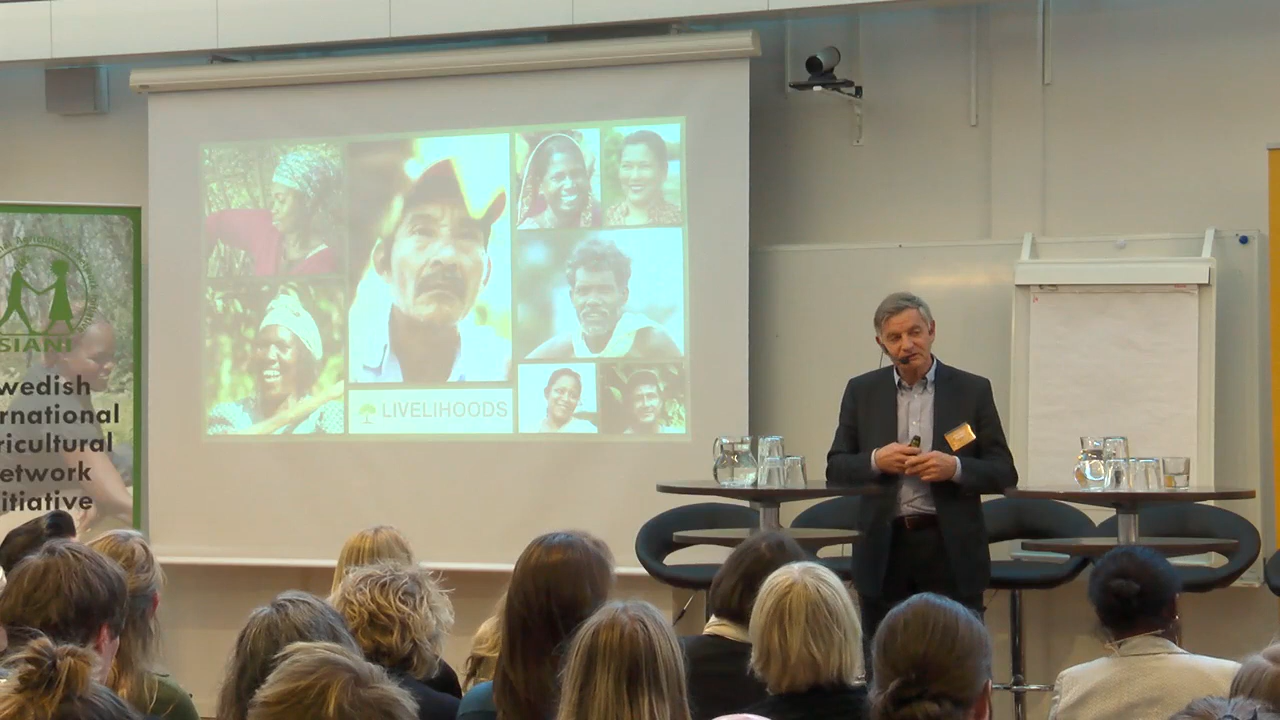 LIVELIHOODS
SIANI
wedish
rnational
ricultural
etwork
itiative